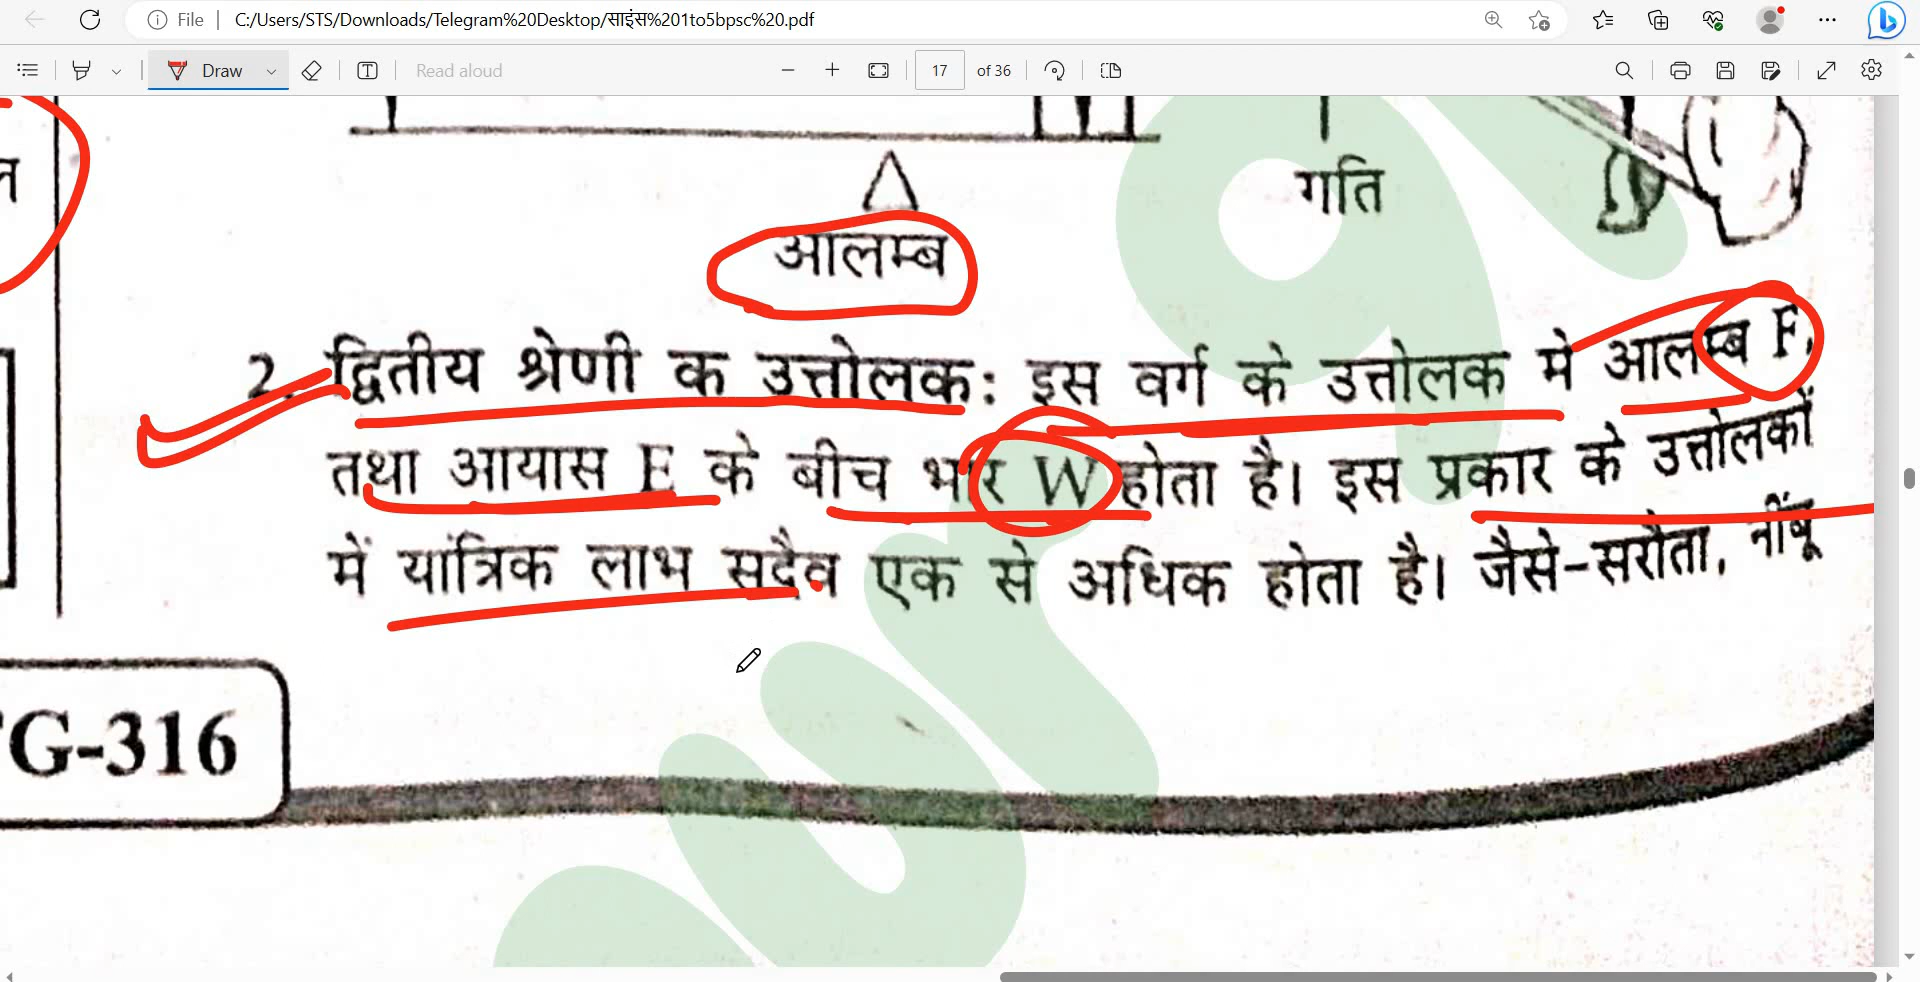 File
C:/Users/STS/Downloads/Telegram%20Desktop/साइंस%201to5bpsc%20.pdf
Draw
Read aloud
17 of 36
गति
आलम्ब
2. द्वितीय श्रेणी क उत्तोलक: इस वर्ग के उत्तोलक में आलम्ब F,
तथा आयास E के बीच भार W होता है। इस प्रकार के उत्तोलकों
में यांत्रिक लाभ सदैव एक से अधिक होता है। जैसे-सरौता, नींबू
G-316